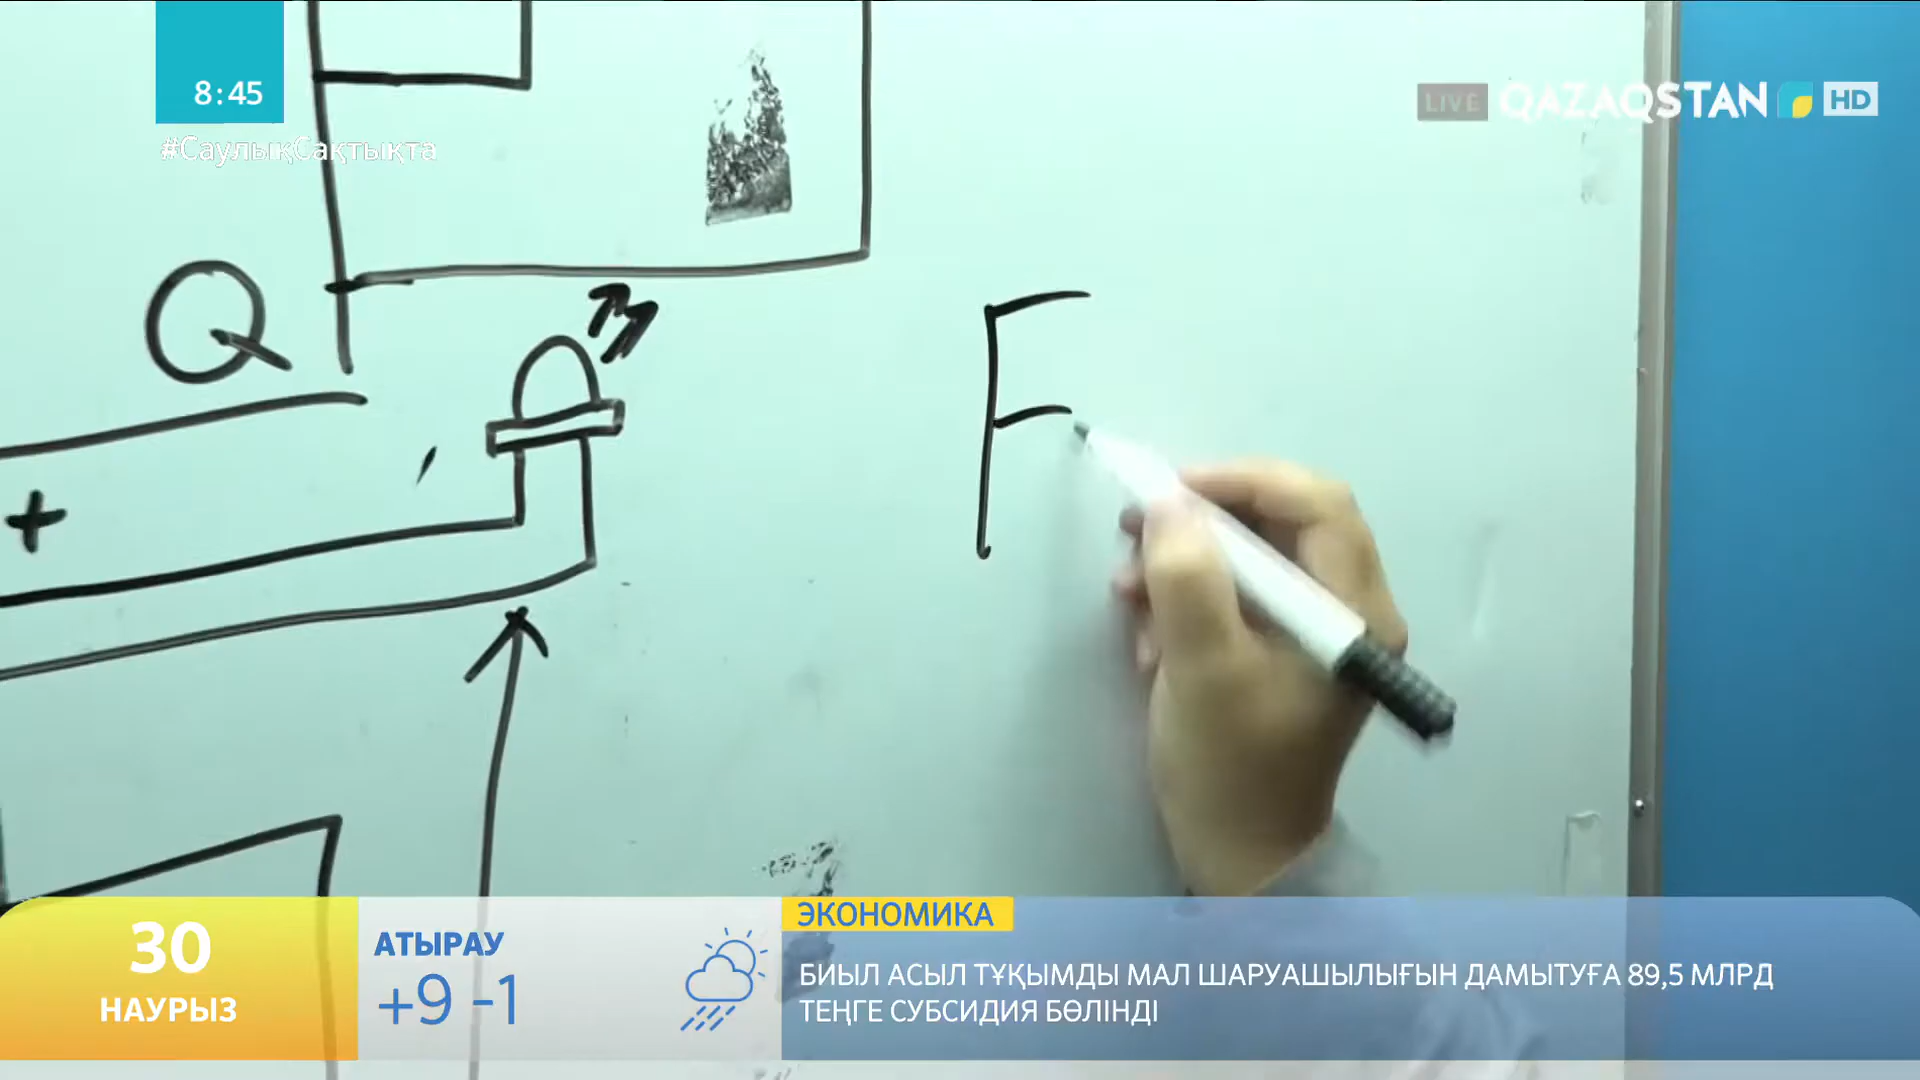 8:45
#СаулықСақтықта
LIVE QAZAQSTAN HD
Q
F
+
30
НАУРЫЗ
АТЫРАУ
+9 -1
ЭКОНОМИКА
БИЫЛ АСЫЛ ТҰҚЫМДЫ МАЛ ШАРУАШЫЛЫҒЫН ДАМЫТУҒА 89,5 МЛРД
ТЕҢГЕ СУБСИДИЯ БӨЛІНДІ